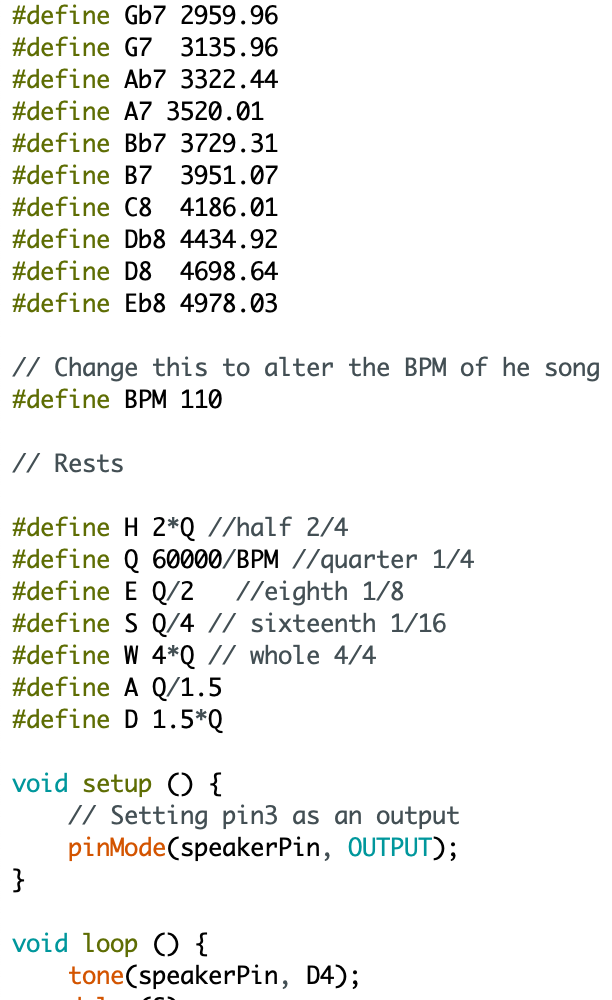 #define Gb7 2959.96
#define G7  3135.96
#define Ab7 3322.44
#define A7 3520.01
#define Bb7 3729.31
#define B7  3951.07
#define C8  4186.01
#define Db8 4434.92
#define D8  4698.64
#define Eb8 4978.03
// Change this to alter the BPM of he song
#define BPM 110
// Rests
#define H 2*Q //half 2/4
#define Q 60000/BPM //quarter 1/4
#define E Q/2   //eighth 1/8
#define S Q/4 // sixteenth 1/16
#define W 4*Q // whole 4/4
#define A Q/1.5
#define D 1.5*Q
void setup () {
    // Setting pin3 as an output
    pinMode(speakerPin, OUTPUT);
}
void loop () {
    tone(speakerPin, D4);